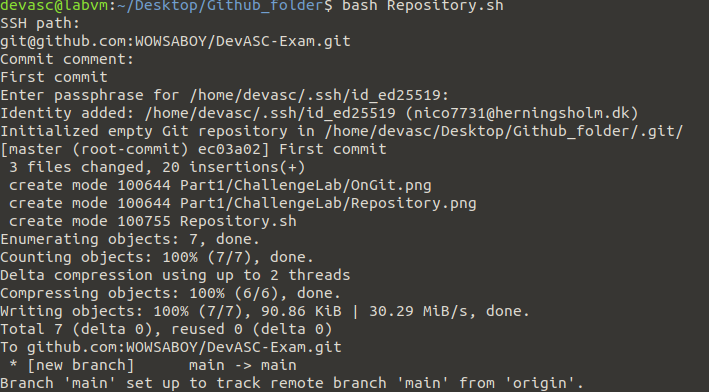 devasc@labvm:~/Desktop/Github_folder$ bash Repository.sh
SSH path:
git@github.com:WOWSABOY/DevASC-Exam.git
Commit comment:
First commit
Enter passphrase for /home/devasc/.ssh/id_ed25519:
Identity added: /home/devasc/.ssh/id_ed25519 (nico7731@herningsholm.dk)
Initialized empty Git repository in /home/devasc/Desktop/Github_folder/.git/
[master (root-commit) ec03a02] First commit
 3 files changed, 20 insertions(+)
 create mode 100644 Part1/ChallengeLab/OnGit.png
 create mode 100644 Part1/ChallengeLab/Repository.png
 create mode 100755 Repository.sh
Enumerating objects: 7, done.
Counting objects: 100% (7/7), done.
Delta compression using up to 2 threads
Compressing objects: 100% (6/6), done.
Writing objects: 100% (7/7), 90.86 KiB | 30.29 MiB/s, done.
Total 7 (delta 0), reused 0 (delta 0)
To github.com:WOWSABOY/DevASC-Exam.git
 * [new branch]      main -> main
Branch 'main' set up to track remote branch 'main' from 'origin'.